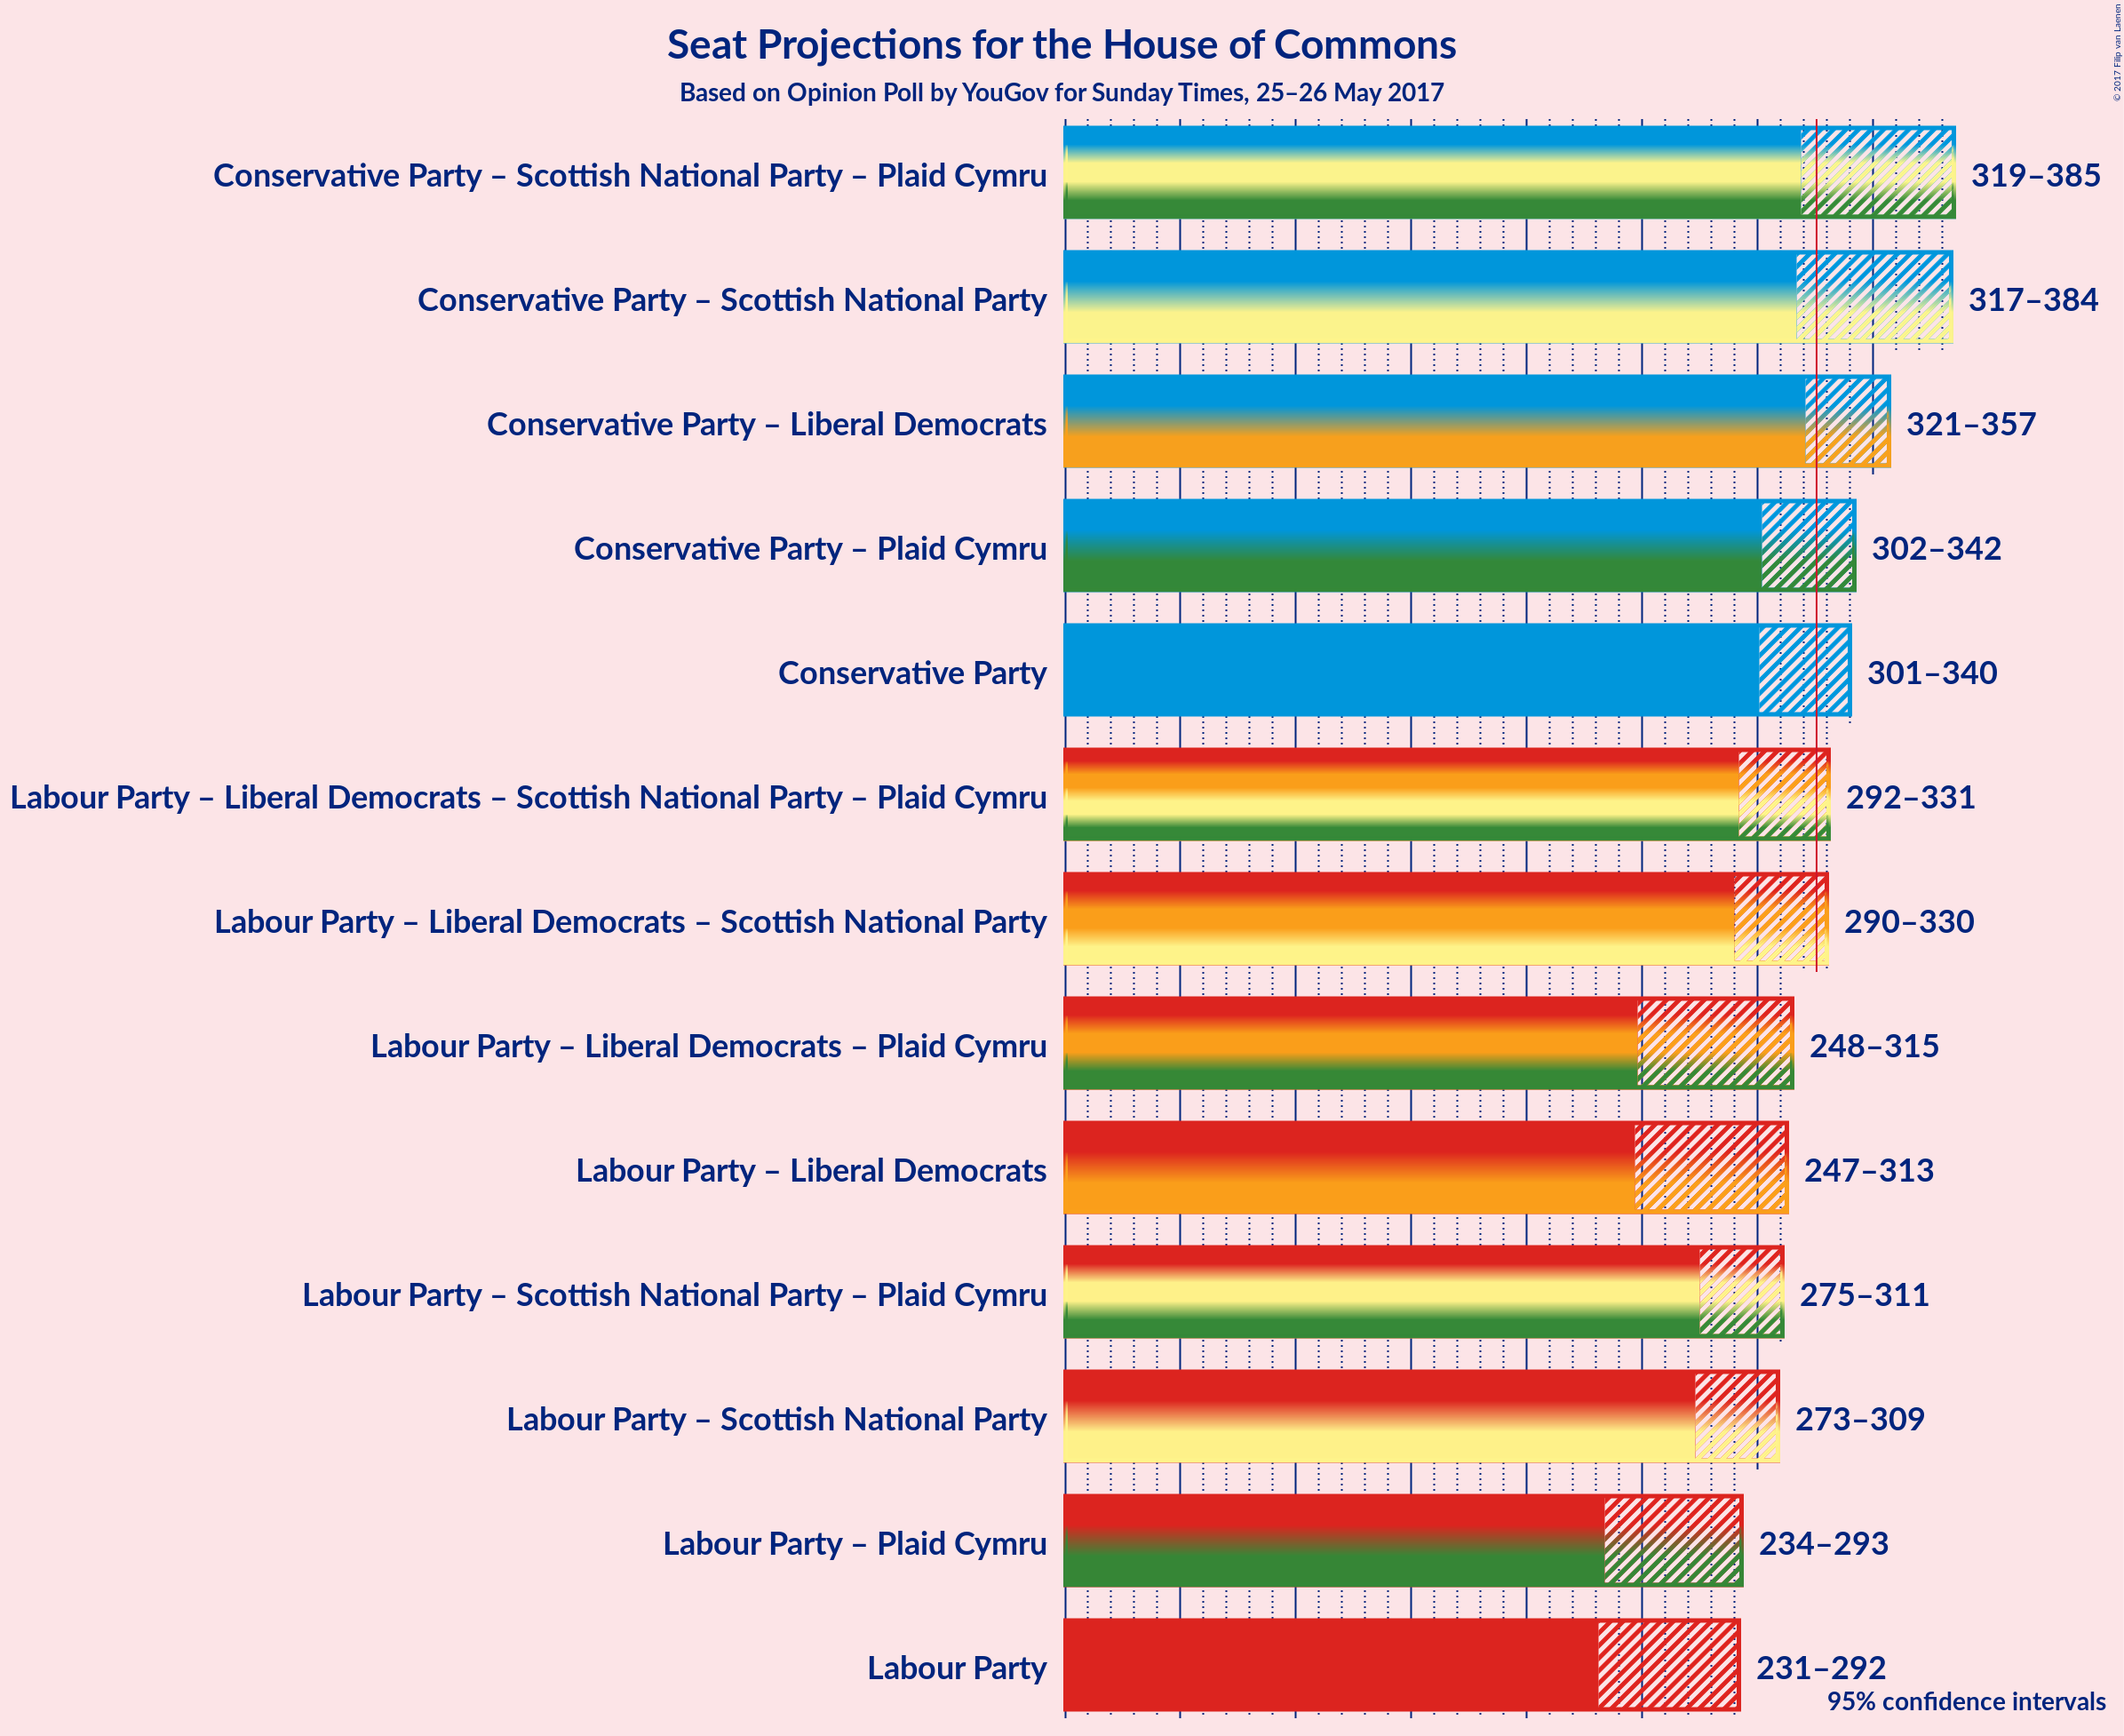 Seat Projections for the House of Commons
Based on Opinion Poll by YouGov for Sunday Times, 25–26 May 2017
© 2017 Filip van Laenen
Conservative Party – Scottish National Party – Plaid Cymru 319–385
Conservative Party – Scottish National Party 317–384
Conservative Party – Liberal Democrats 321–357
Conservative Party – Plaid Cymru 302–342
Conservative Party 301–340
Labour Party – Liberal Democrats – Scottish National Party – Plaid Cymru 292–331
Labour Party – Liberal Democrats – Scottish National Party 290–330
Labour Party – Liberal Democrats – Plaid Cymru 248–315
Labour Party – Liberal Democrats 247–313
Labour Party – Scottish National Party – Plaid Cymru 275–311
Labour Party – Scottish National Party 273–309
Labour Party – Plaid Cymru 234–293
Labour Party 231–292
95% confidence intervals